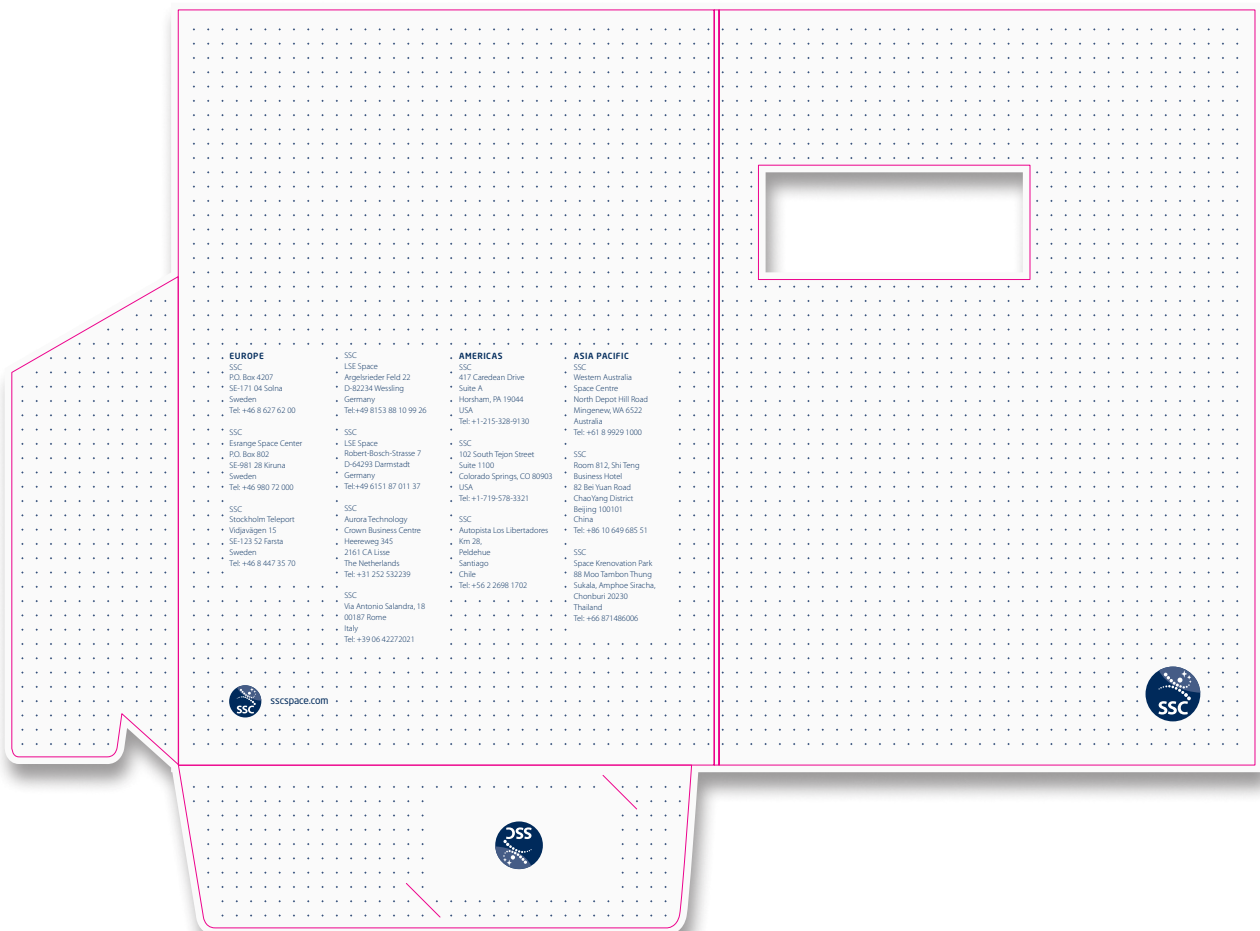 EUROPE
SSC
P.O. Box 4207
SE-171 04 Solna
Sweden
Tel: +46 8 627 62 00
SSC
Esrange Space Center
P.O. Box 802
SE-981 28 Kiruna
Sweden
Tel: +46 980 72 000
SSC
Stockholm Teleport
Vidjavägen 15
SE-123 52 Farsta
Sweden
Tel: +46 8 447 35 70
SSC
LSE Space
Argelsrieder Feld 22
D-82234 Wessling
Germany
Tel:+49 8153 88 10 99 26
SSC
LSE Space
Robert-Bosch-Strasse 7
D-64293 Darmstadt
Germany
Tel:+49 6151 87 011 37
SSC
Aurora Technology
Crown Business Centre
Heereweg 345
2161 CA Lisse
The Netherlands
Tel: +31 252 532239
SSC
Via Antonio Salandra, 18
00187 Rome
Italy
Tel: +39 06 42272021
AMERICAS
SSC
417 Caredean Drive
Suite A
Horsham, PA 19044
USA
Tel: +1-215-328-9130
SSC
102 South Tejon Street
Suite 1100
Colorado Springs, CO 80903
USA
Tel: +1-719-578-3321
SSC
Autopista Los Libertadores
Km 28,
Peldehue
Santiago
Chile
Tel: +56 2 2698 1702
ASIA PACIFIC
SSC
Western Australia
Space Centre
North Depot Hill Road
Mingenew, WA 6522
Australia
Tel: +61 8 9929 1000
SSC
Room 812, Shi Teng
Business Hotel
82 Bei Yuan Road
ChaoYang District
Beijing 100101
China
Tel: +86 10 649 685 51
SSC
Space Krenovation Park
88 Moo Tambon Thung
Sukala, Amphoe Siracha,
Chonburi 20230
Thailand
Tel: +66 871486006
SSC
sscspace.com
SSC
SSC